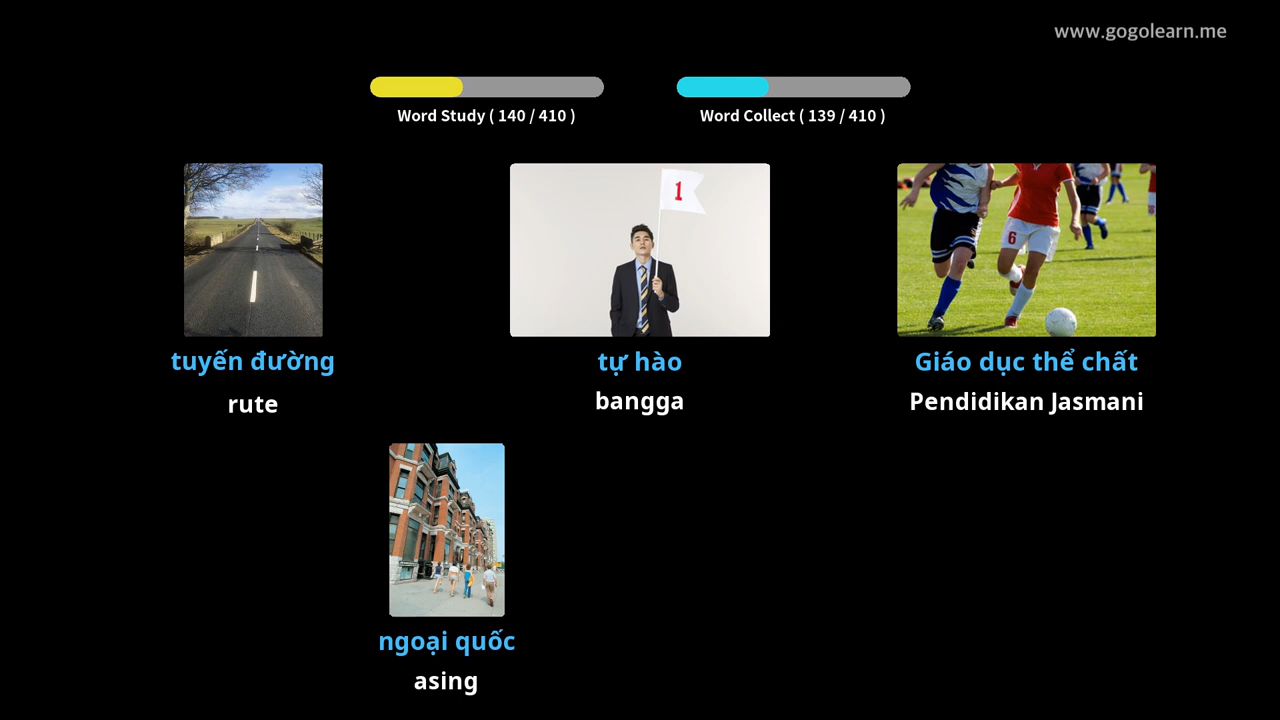 www.gogolearn.me
Word Study ( 140 / 410 )
Word Collect ( 139 / 410 )
1
6
tuyến đường
rute
tự hào
bangga
Giáo dục thể chất
Pendidikan Jasmani
ngoại quốc
asing